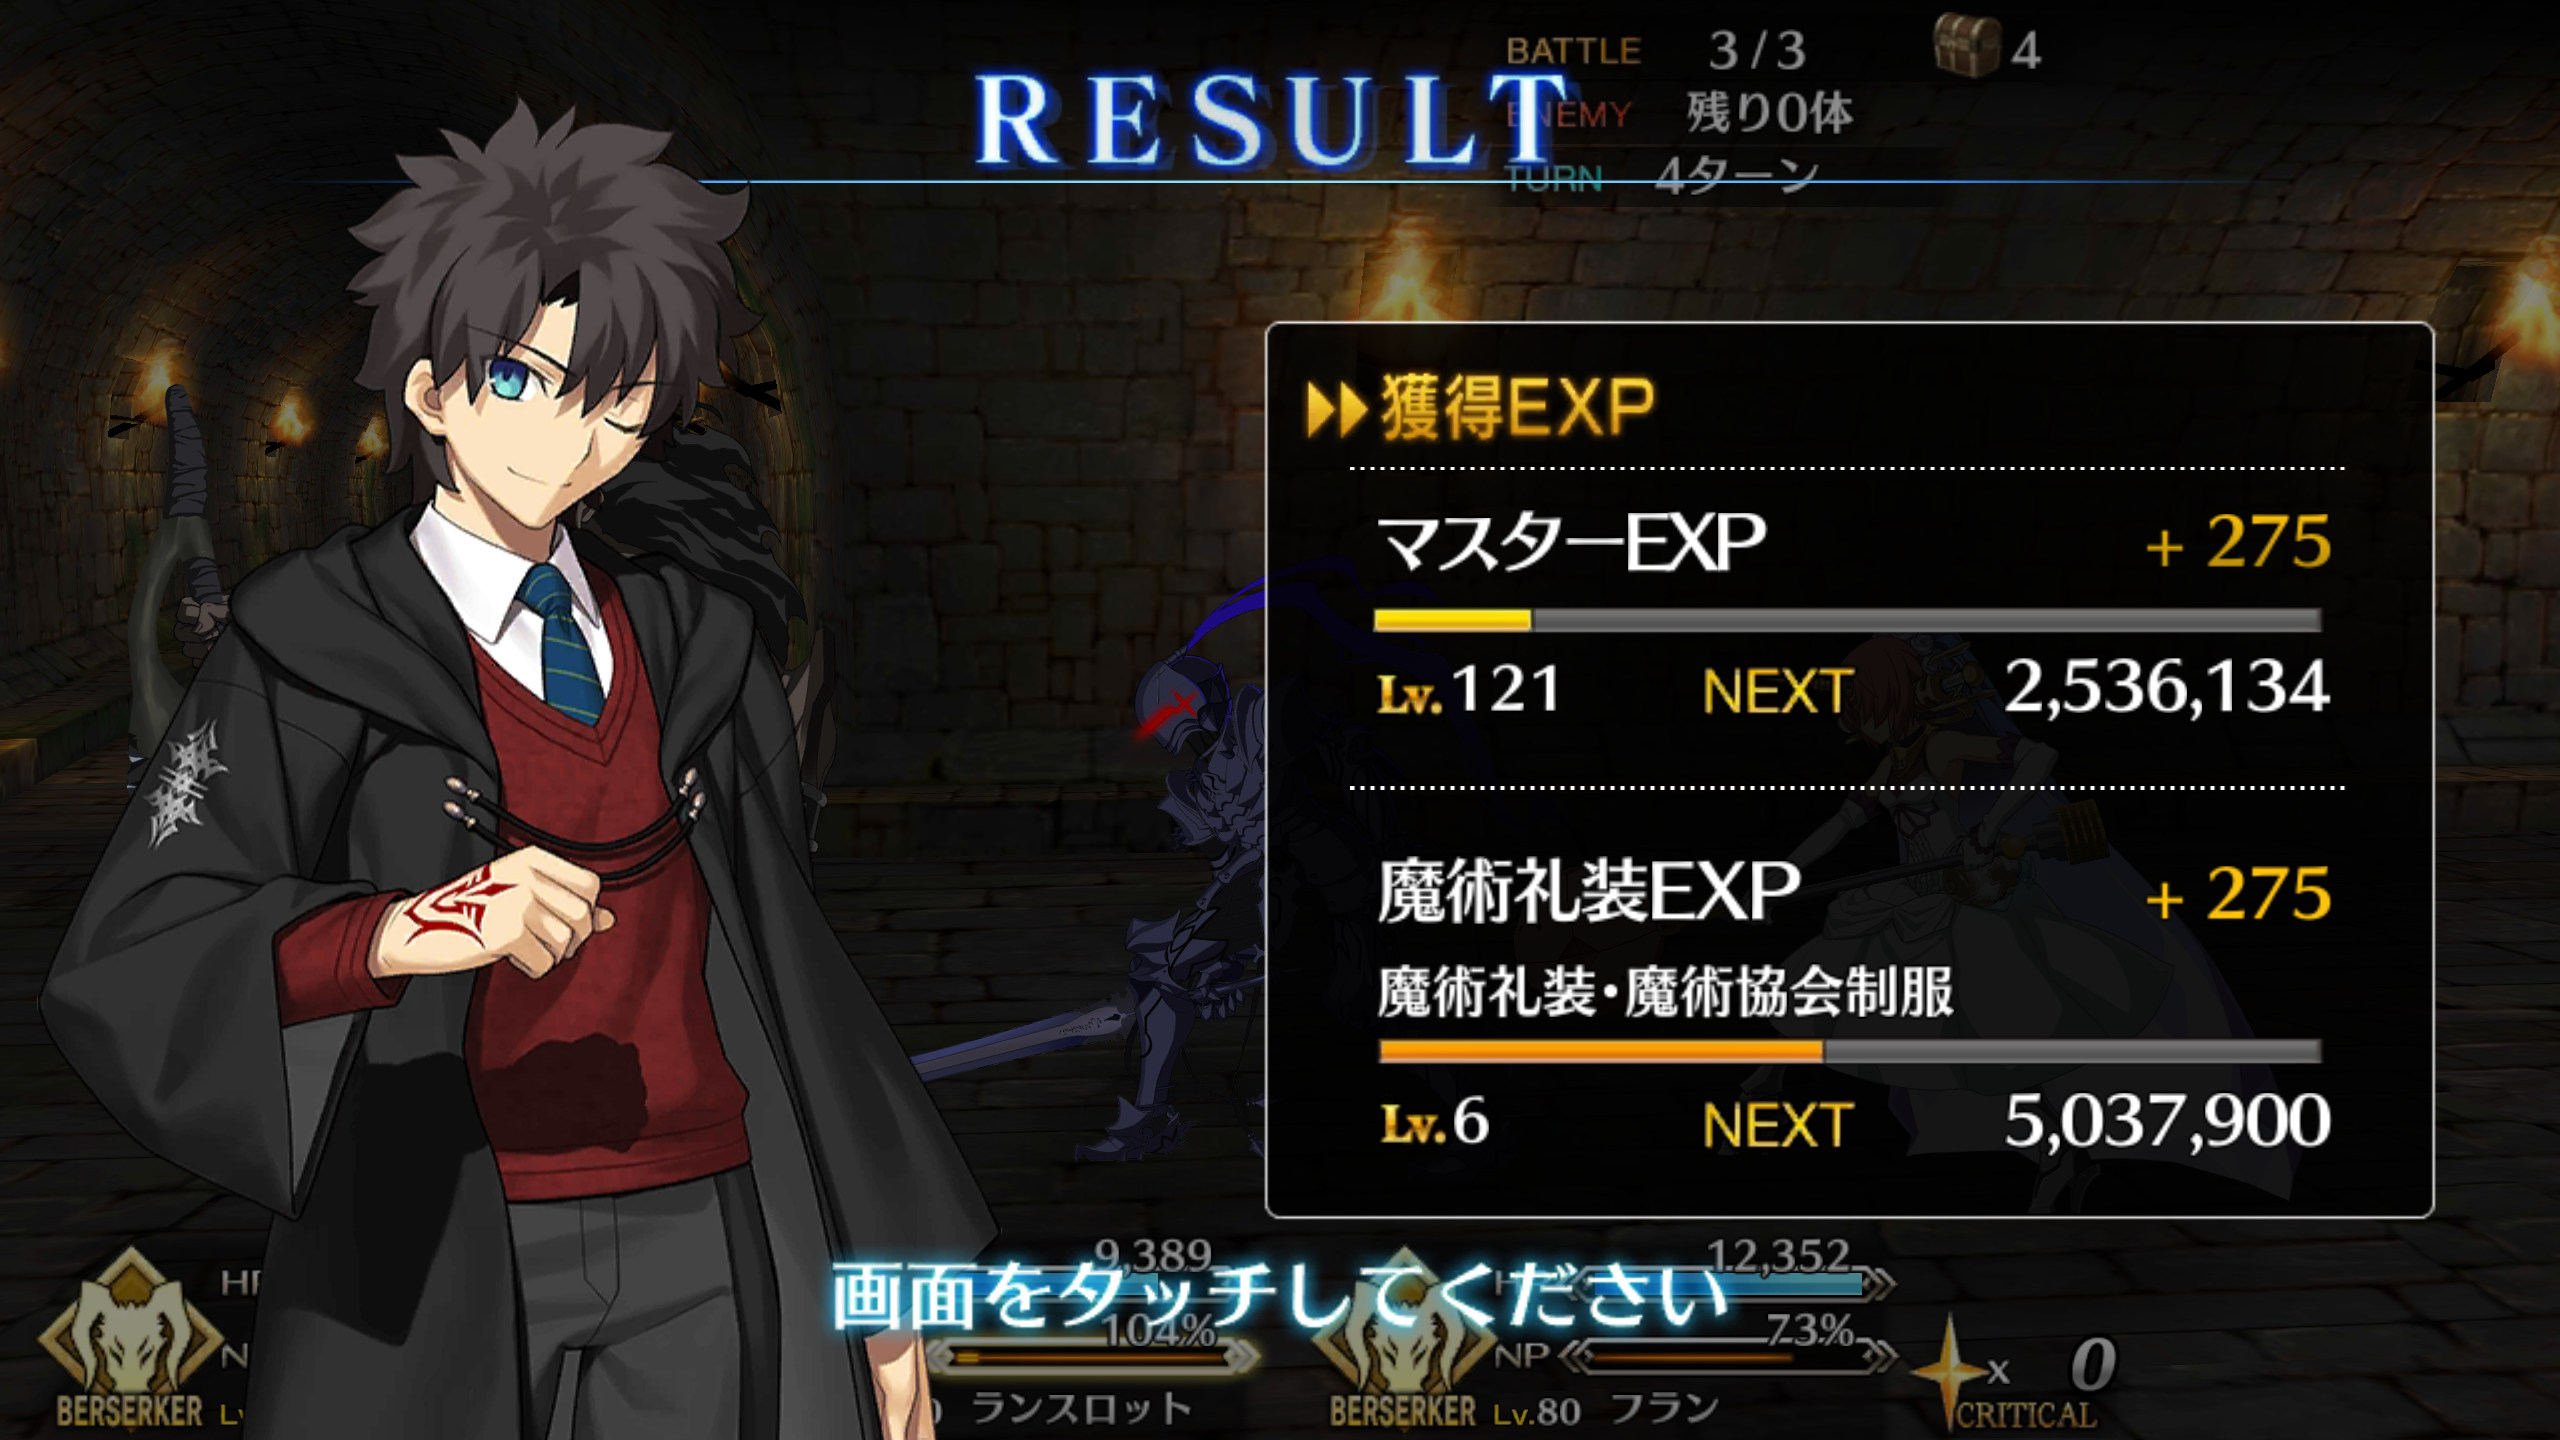 BATTLE 3/3 4
RESULT
ENEMY 残り0体
TURN 4ターン
獲得EXP
マスターEXP + 275
Lv.121 NEXT 2,536,134
魔術礼装EXP + 275
魔術礼装・魔術協会制服
Lv.6 NEXT 5,037,900
9,389 12,352
画面をタッチしてください
104% NP 73%
BERSERKER ランスロット
BERSERKER Lv.80 フラン
x 0
CRITICAL